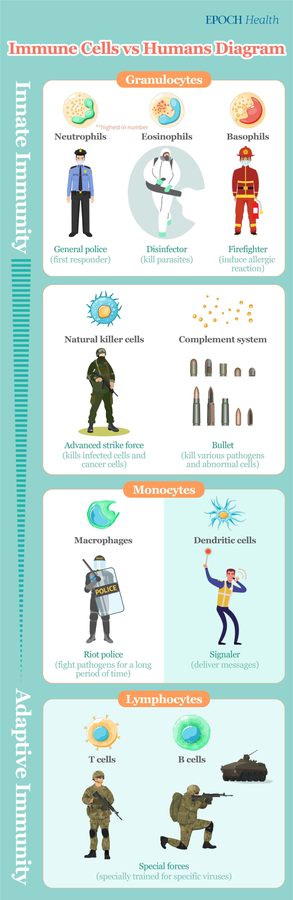 EPOCH Health
Immune Cells vs Humans Diagram
Innate Immunity
Granulocytes
Neutrophils
**highest in number
Eosinophils
Basophils
General police
(first responder)
Disinfector
(kill parasites)
Firefighter
(induce allergic
reaction)
Natural killer cells
Complement system
Advanced strike force
(kills infected cells and
cancer cells)
Bullet
(kill various pathogens
and abnormal cells)
Monocytes
Macrophages
Dendritic cells
POLICE
Riot police
(fight pathogens for a long
period of time)
Signaler
(deliver messages)
Adaptive Immunity
Lymphocytes
T cells
B cells
Special forces
(specially trained for specific viruses)